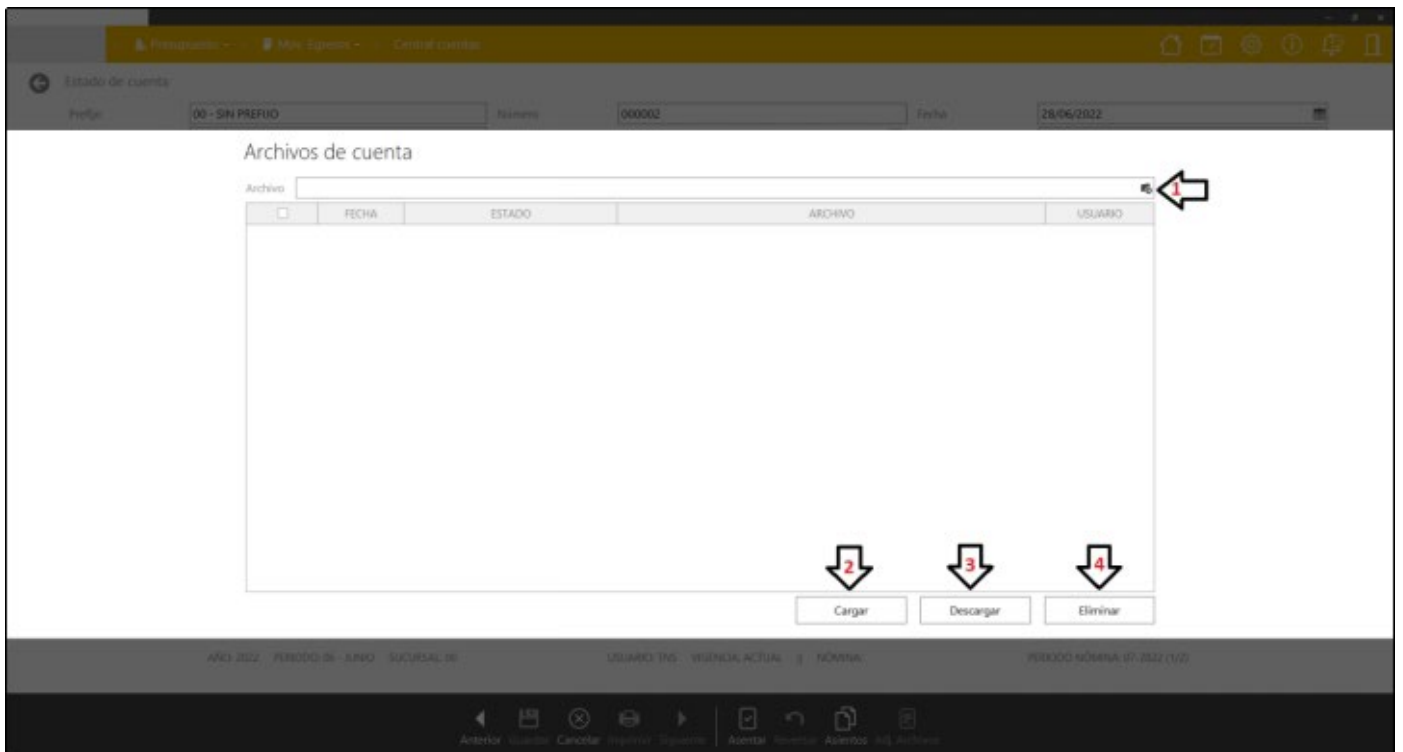 Presupuesto Mov. Egresos Central cuentas
Estado de cuenta
Prefijo 00 - SIN PREFIJO Número 000002 Fecha 28/06/2022
Archivos de cuenta
Archivo 1
FECHA ESTADO ARCHIVO USUARIO
2 3 4
Cargar Descargar Eliminar
AÑO: 2022 PERIODO: 06 - JUNIO SUCURSAL: 00 USUARIO: TNS VIGENCIA: ACTUAL || NÓMINA: PERIODO NÓMINA: 07-2022 (1/2)
Anterior Guardar Cancelar Imprimir Siguiente Asentar Reversar Asientos Adj. Archivos